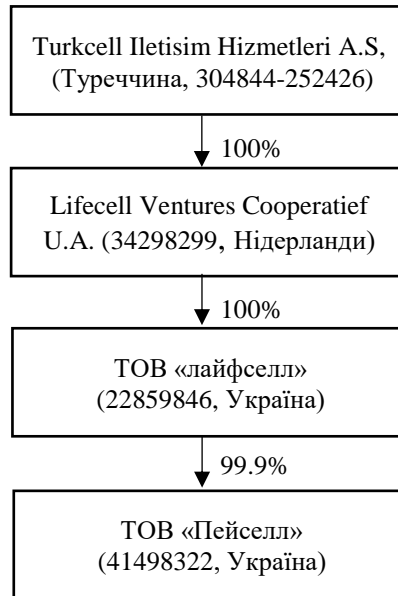 Turkcell Iletisim Hizmetleri A.S,
(Туреччина, 304844-252426)
100%
Lifecell Ventures Cooperatief
U.A. (34298299, Нідерланди)
100%
ТОВ «лайфселл»
(22859846, Україна)
99.9%
ТОВ «Пейселл»
(41498322, Україна)